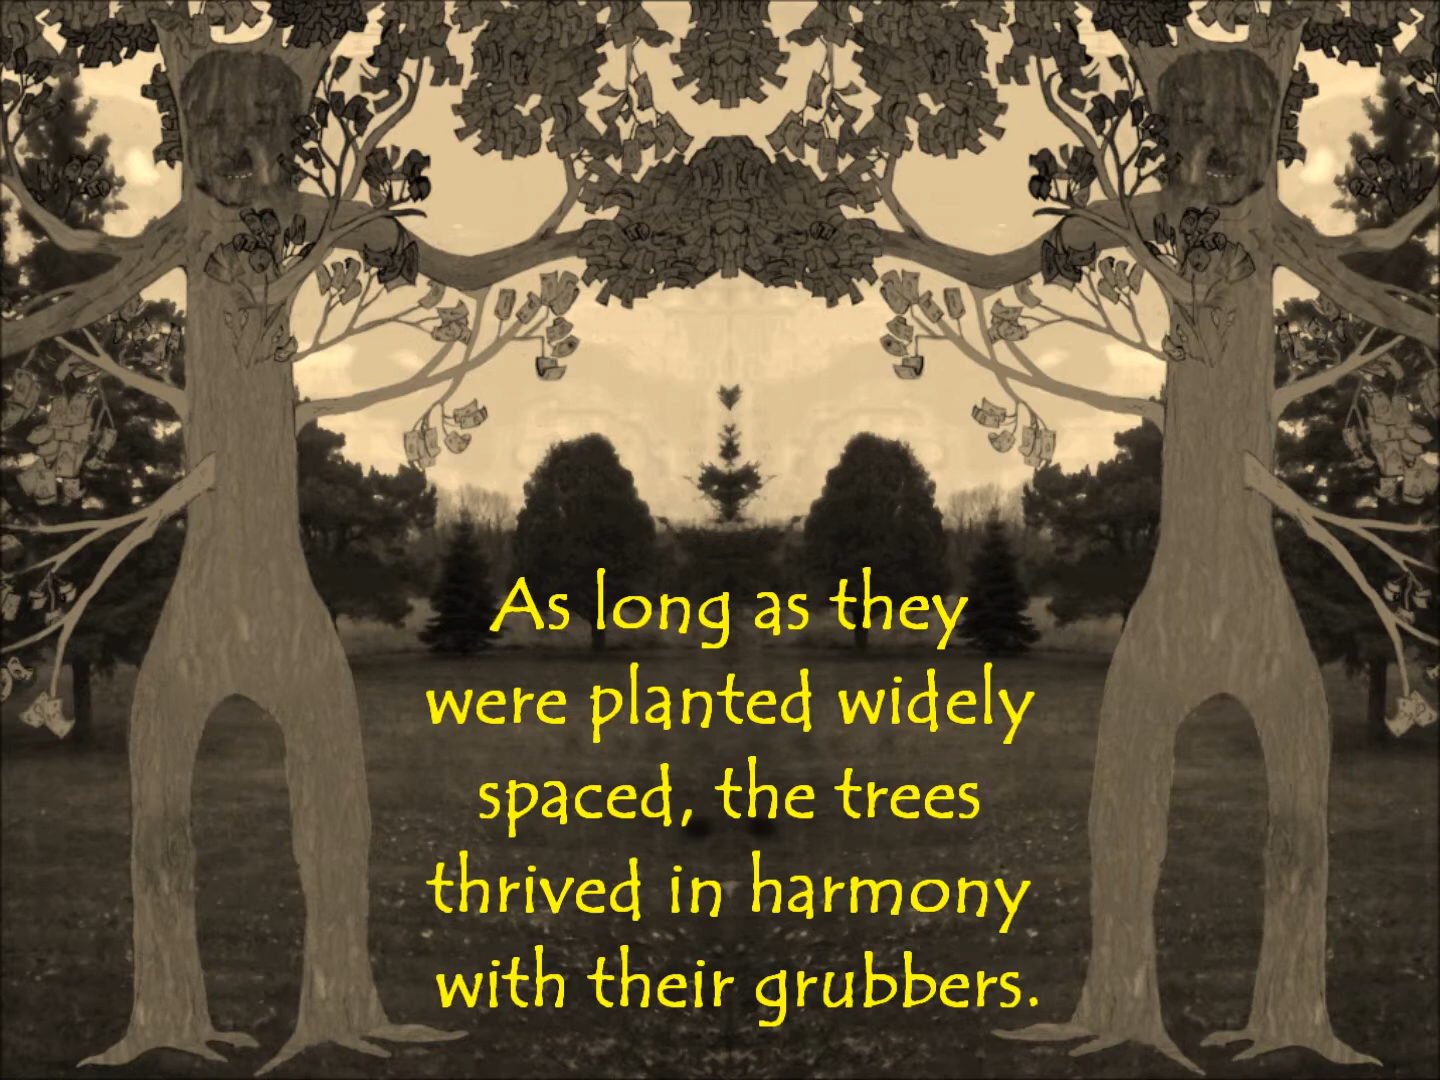 As long as they
were planted widely
spaced, the trees
thrived in harmony
with their grubbers.